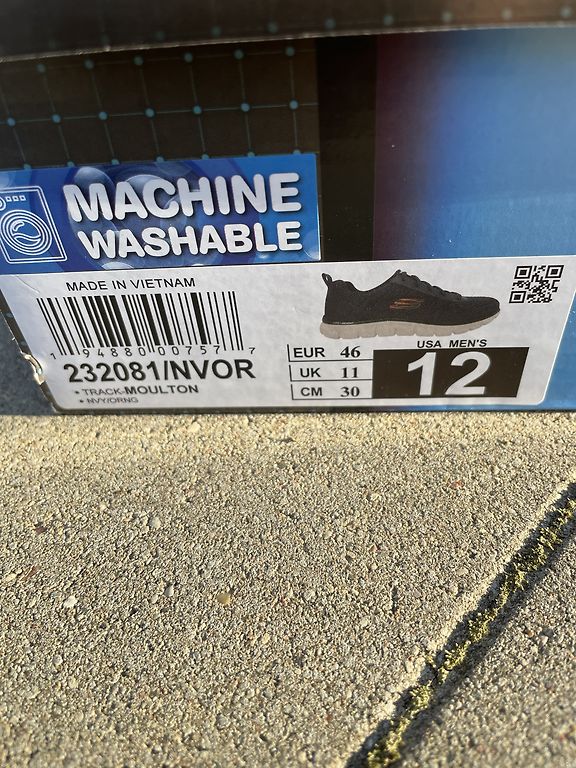 MACHINE
WASHABLE
MADE IN VIETNAM
1 94880 00757 7
232081/NVOR
• TRACK-MOULTON
• NVY/ORNG
EUR 46
UK 11
CM 30
USA MEN'S
12